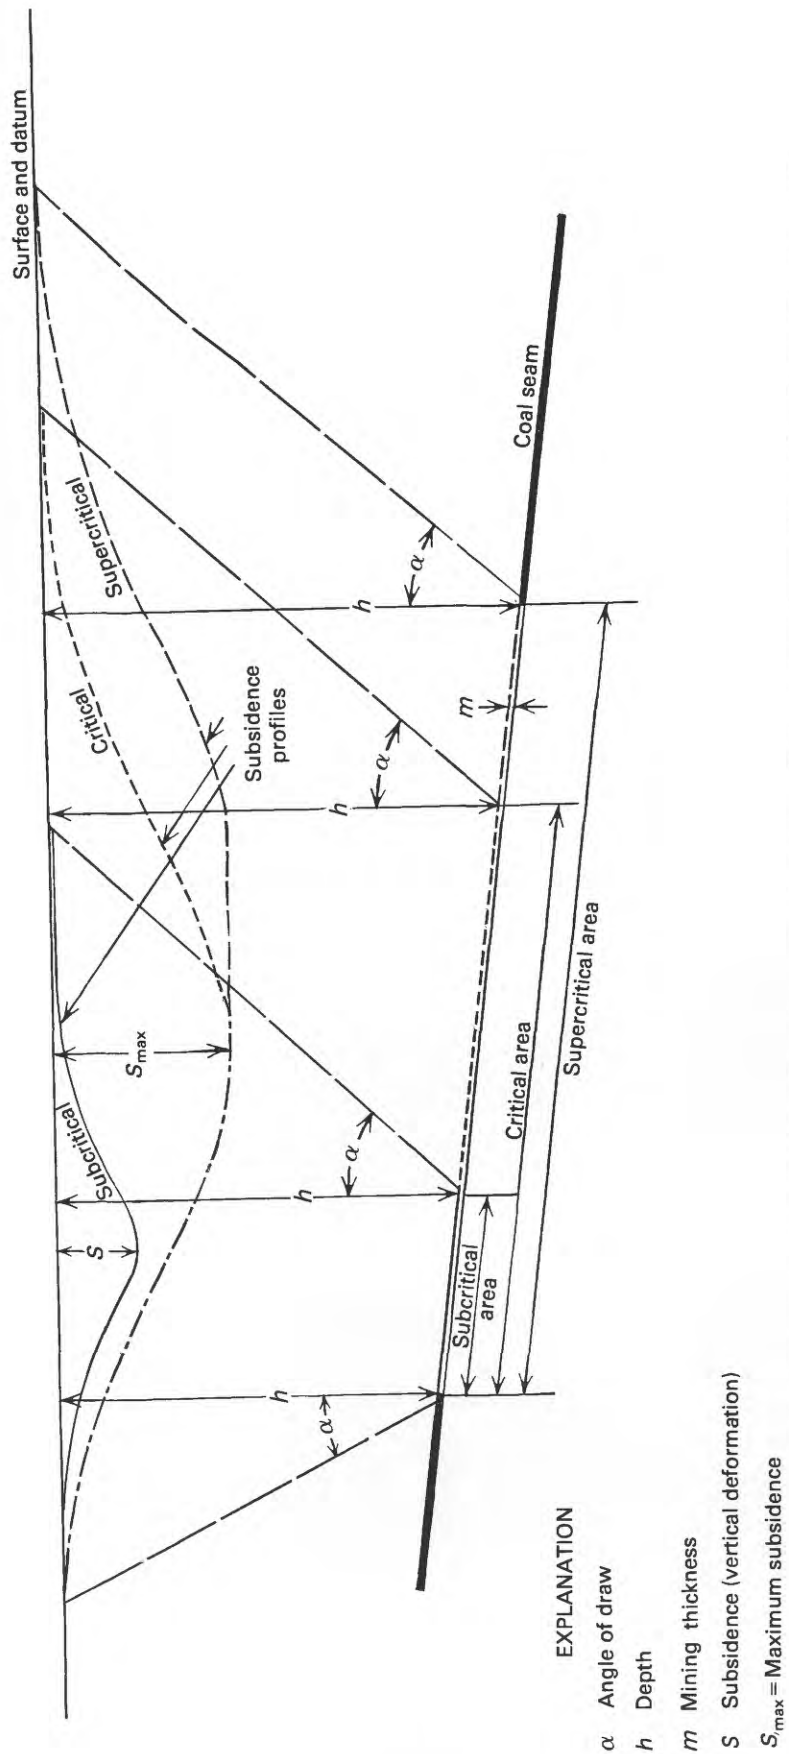 Surface and datum
Supercritical
Critical
Subsidence
profiles
Subcritical
S
Smax
h
h
h
h
α
α
α
α
m
Coal seam
Subcritical
area
Critical area
Supercritical area
EXPLANATION
α Angle of draw
h Depth
m Mining thickness
S Subsidence (vertical deformation)
Smax = Maximum subsidence